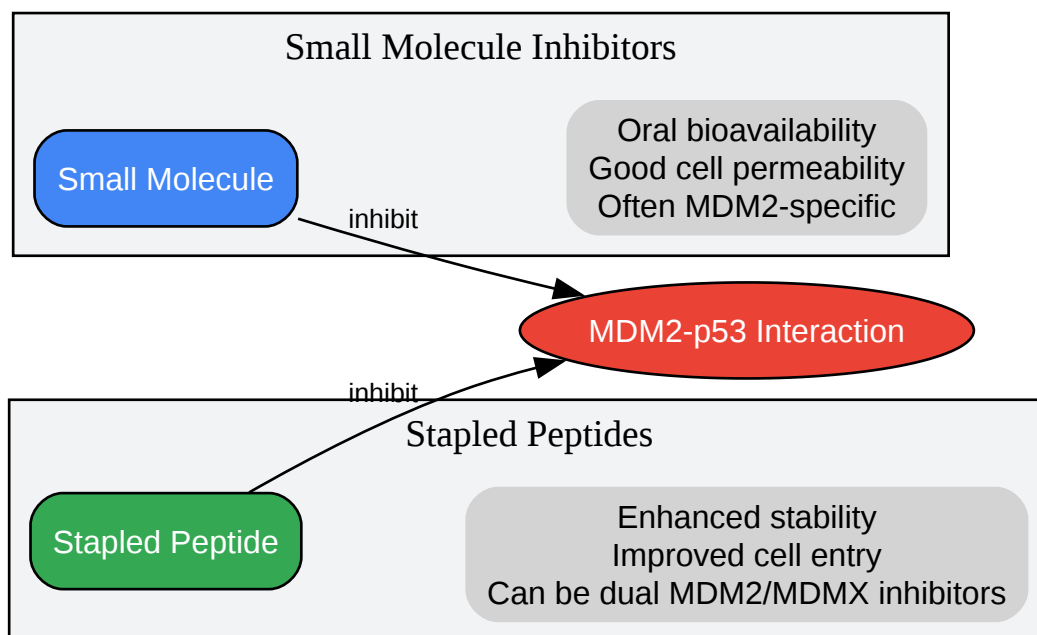 Small Molecule Inhibitors
Small Molecule
Oral bioavailability
Good cell permeability
Often MDM2-specific
inhibit
MDM2-p53 Interaction
inhibit
Stapled Peptides
Stapled Peptide
Enhanced stability
Improved cell entry
Can be dual MDM2/MDMX inhibitors